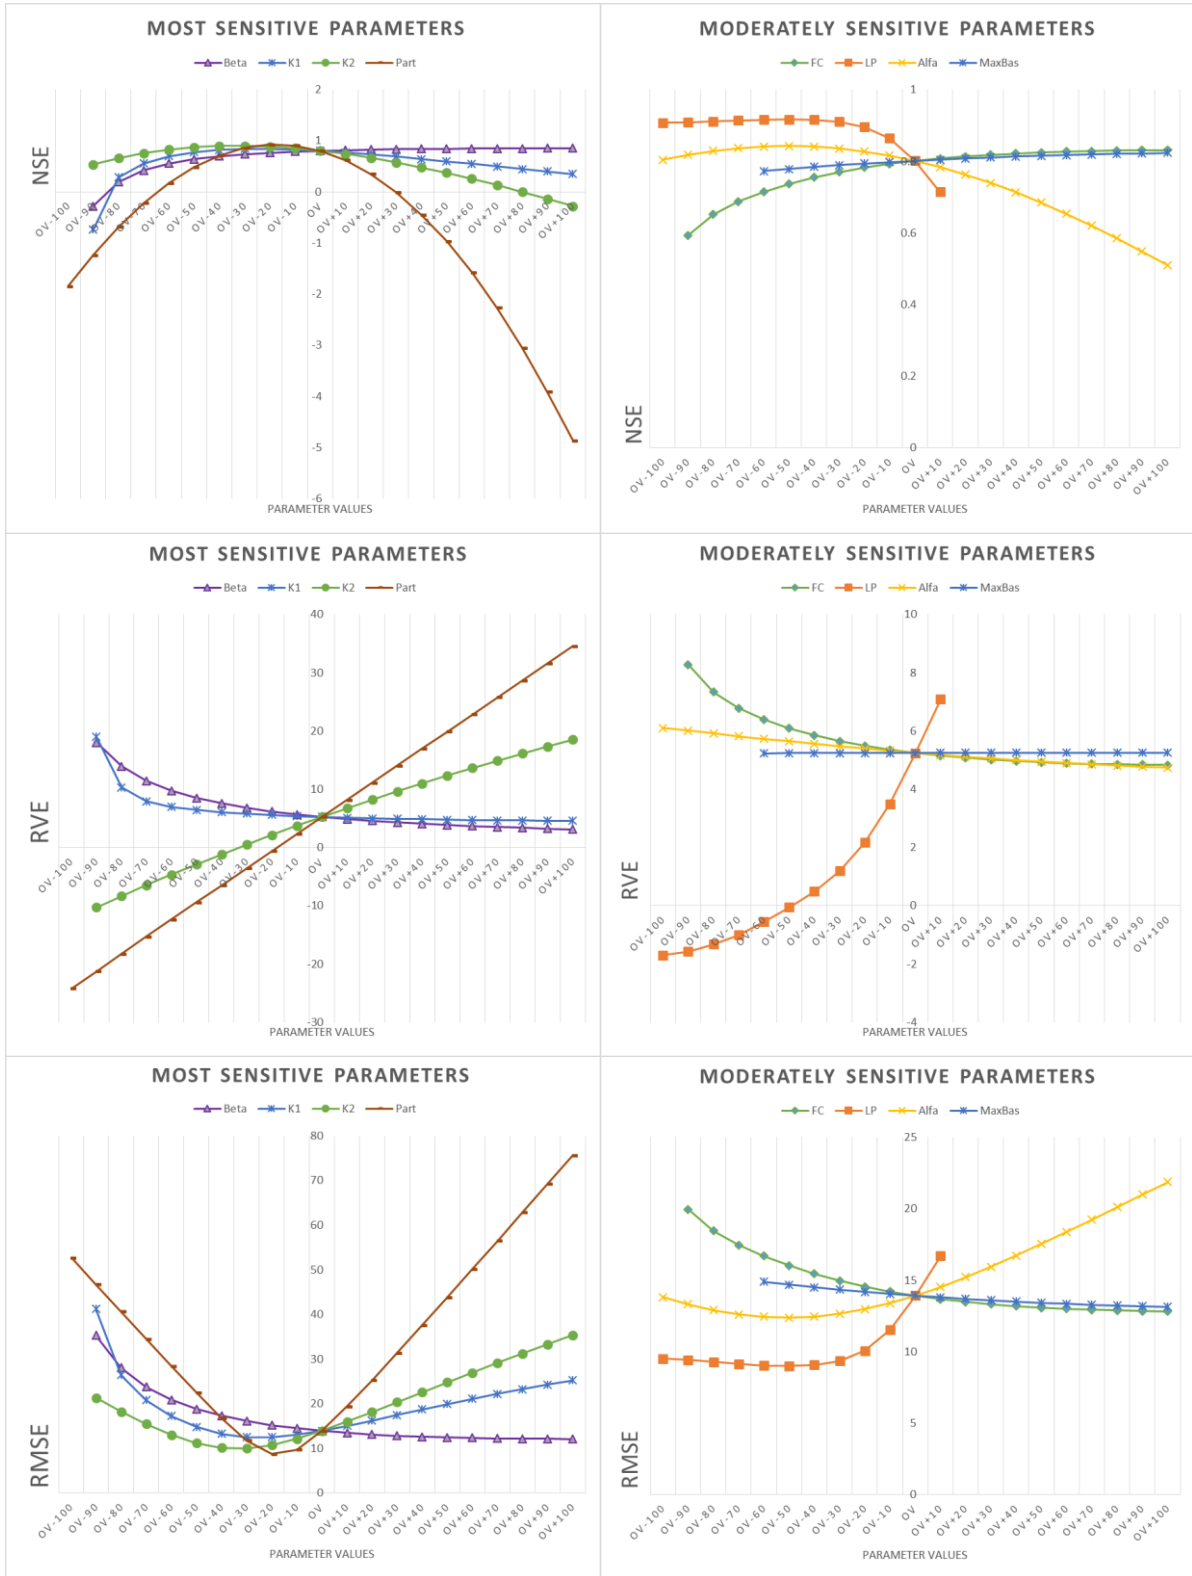 MOST SENSITIVE PARAMETERS
Beta K1 K2 Part
NSE
2
1
0
-1
-2
-3
-4
-5
-6
OV-100 OV-90 OV-80 OV-70 OV-60 OV-50 OV-40 OV-30 OV-20 OV-10 OV OV+10 OV+20 OV+30 OV+40 OV+50 OV+60 OV+70 OV+80 OV+90 OV+100
PARAMETER VALUES
MODERATELY SENSITIVE PARAMETERS
FC LP Alfa MaxBas
NSE
1
0.6
0.4
0.2
0
OV-100 OV-90 OV-80 OV-70 OV-60 OV-50 OV-40 OV-30 OV-20 OV-10 OV OV+10 OV+20 OV+30 OV+40 OV+50 OV+60 OV+70 OV+80 OV+90 OV+100
PARAMETER VALUES
MOST SENSITIVE PARAMETERS
Beta K1 K2 Part
RVE
40
30
20
10
0
-10
-20
-30
OV-100 OV-90 OV-80 OV-70 OV-60 OV-50 OV-40 OV-30 OV-20 OV-10 OV OV+10 OV+20 OV+30 OV+40 OV+50 OV+60 OV+70 OV+80 OV+90 OV+100
PARAMETER VALUES
MODERATELY SENSITIVE PARAMETERS
FC LP Alfa MaxBas
RVE
10
8
6
4
2
0
-2
-4
OV-100 OV-90 OV-80 OV-70 OV-60 OV-50 OV-40 OV-30 OV-20 OV-10 OV OV+10 OV+20 OV+30 OV+40 OV+50 OV+60 OV+70 OV+80 OV+90 OV+100
PARAMETER VALUES
MOST SENSITIVE PARAMETERS
Beta K1 K2 Part
RMSE
80
70
60
50
40
30
20
10
0
OV-100 OV-90 OV-80 OV-70 OV-60 OV-50 OV-40 OV-30 OV-20 OV-10 OV OV+10 OV+20 OV+30 OV+40 OV+50 OV+60 OV+70 OV+80 OV+90 OV+100
PARAMETER VALUES
MODERATELY SENSITIVE PARAMETERS
FC LP Alfa MaxBas
RMSE
25
20
15
10
5
0
OV-100 OV-90 OV-80 OV-70 OV-60 OV-50 OV-40 OV-30 OV-20 OV-10 OV OV+10 OV+20 OV+30 OV+40 OV+50 OV+60 OV+70 OV+80 OV+90 OV+100
PARAMETER VALUES